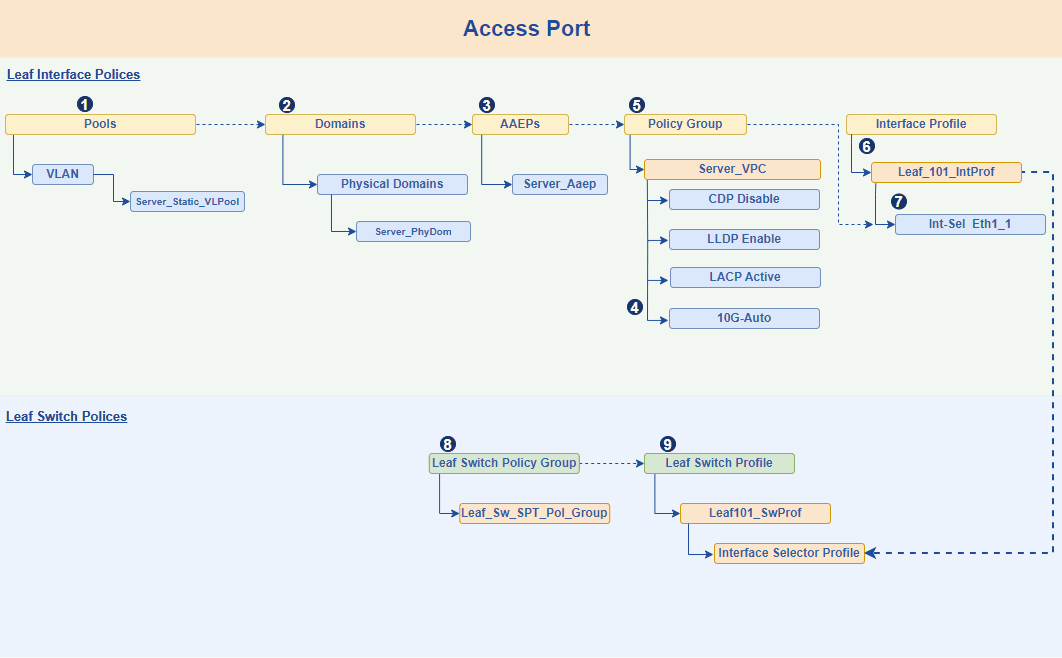 Access Port
Leaf Interface Polices
1
2
3
5
Pools
Domains
AAEPs
Policy Group
Interface Profile
6
VLAN
Server_Static_VLPool
Physical Domains
Server_PhyDom
Server_Aaep
Server_VPC
CDP Disable
LLDP Enable
LACP Active
4
10G-Auto
Leaf_101_IntProf
7
Int-Sel Eth1_1
Leaf Switch Polices
8
9
Leaf Switch Policy Group
Leaf Switch Profile
Leaf_Sw_SPT_Pol_Group
Leaf101_SwProf
Interface Selector Profile